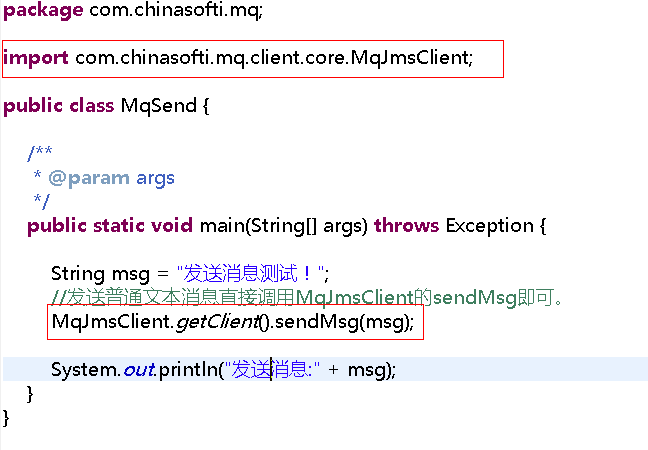 package com.chinasofti.mq;
import com.chinasofti.mq.client.core.MqJmsClient;
public class MqSend {
/**
* @param args
*/
public static void main(String[] args) throws Exception {
String msg = "发送消息测试！";
//发送普通文本消息直接调用MqJmsClient的sendMsg即可。
MqJmsClient.getClient().sendMsg(msg);
System.out.println("发送消息:" + msg);
}
}